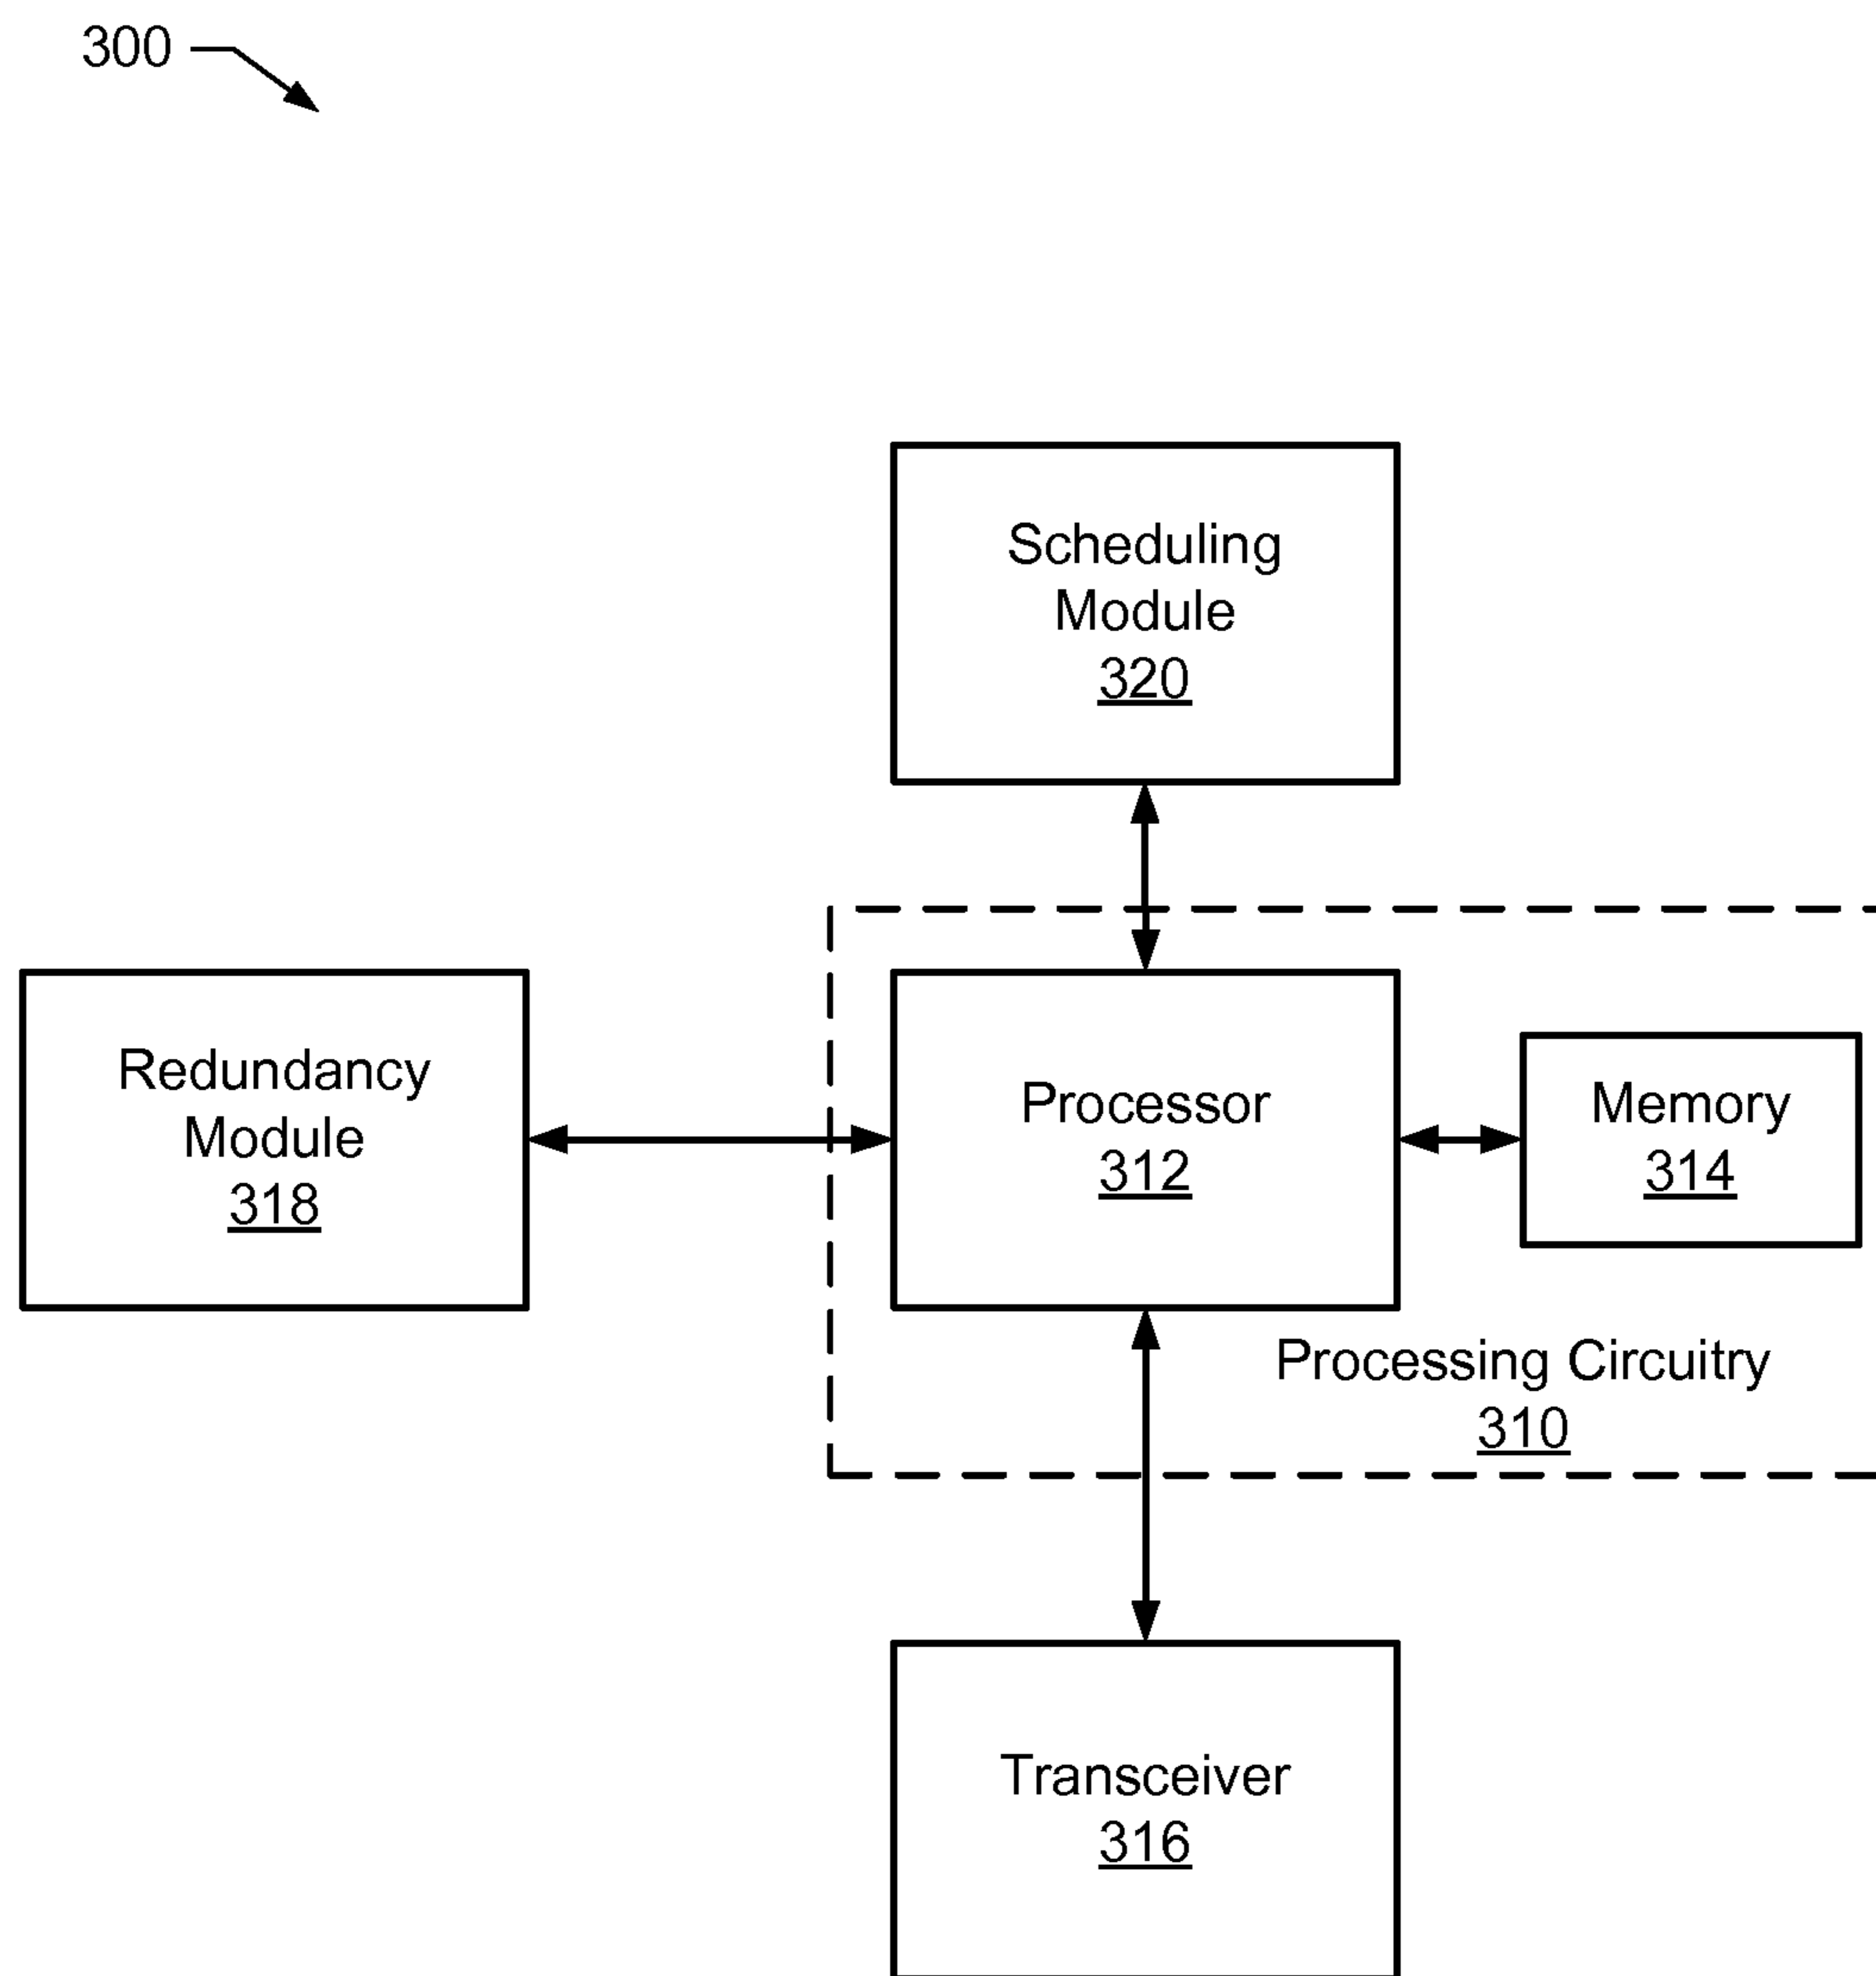 300
Scheduling
Module
320
Redundancy
Module
318
Processor
312
Memory
314
Processing Circuitry
310
Transceiver
316